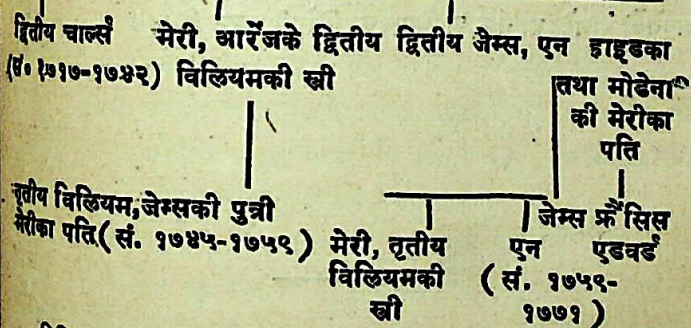 द्वितीय चार्ल्स मेरी, आरेंजके द्वितीय द्वितीय जेम्स, एन हाइडका
(सं० १७१७-१७४२) विलियमकी स्त्री तथा मोडेना
की मेरीका
पति
तृतीय विलियम, जेम्सकी पुत्री जेम्स फ्रैंसिस
मेरीका पति (सं. १७४५-१७५९) मेरी, तृतीय एन एडवर्ड
विलियमकी (सं. १७५९-
स्त्री १७७१)